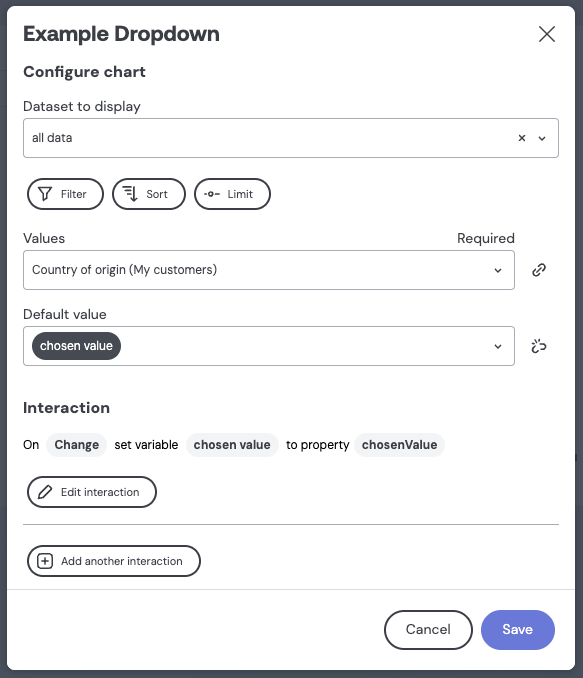 Example Dropdown
Configure chart
Dataset to display
all data
Filter Sort Limit
Values Required
Country of origin (My customers)
Default value
chosen value
Interaction
On Change set variable chosen value to property chosenValue
Edit interaction
Add another interaction
Cancel Save